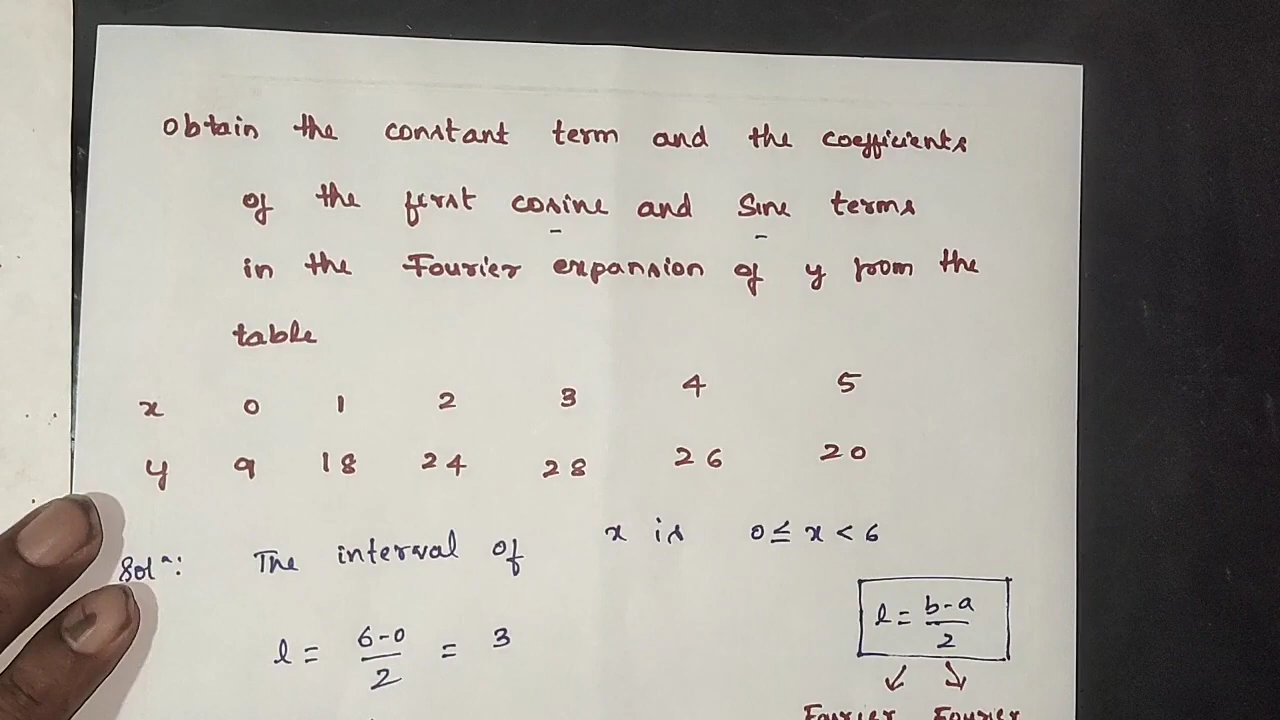 obtain the constant term and the coefficients
of the first cosine and sine terms
in the Fourier expansion of y from the
table
x 0 1 2 3 4 5
y 9 18 24 28 26 20
Solⁿ: The interval of x is 0 ≤ x < 6
l = b-a/2
l = 6-0/2 = 3
Fourier Fourier